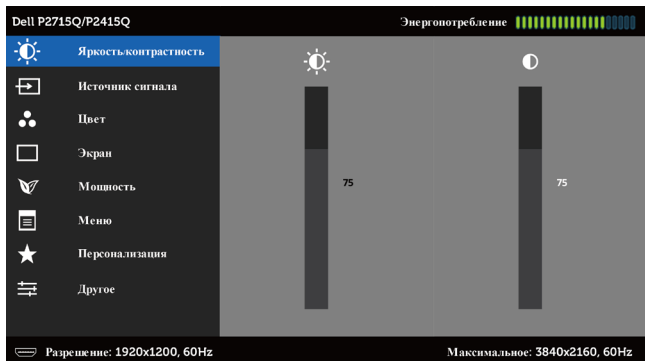 Dell P2715Q/P2415Q Энергопотребление
Яркость/контрастность
Источник сигнала
Цвет
Экран
Мощность
75 75
Меню
Персонализация
Другое
Разрешение: 1920x1200, 60Hz Максимальное: 3840x2160, 60Hz